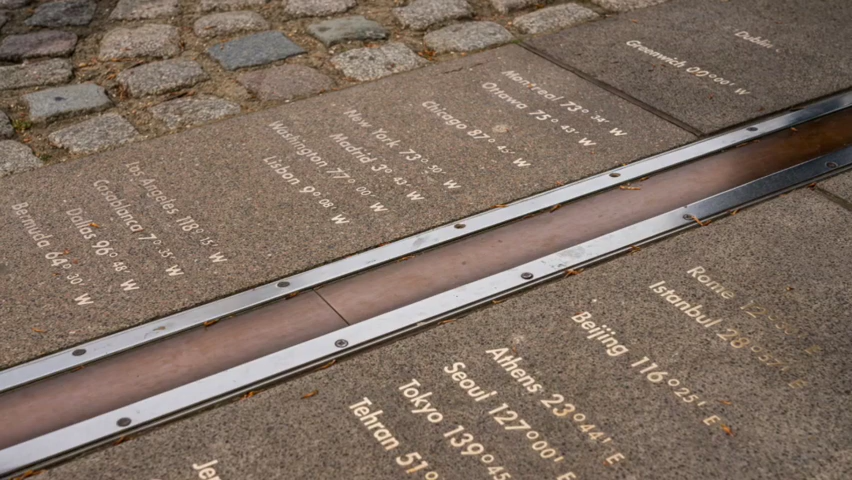 Greenwich 00°00' W
Montreal 73° 34' W
Ottawa 75° 43' W
Chicago 87° 45' W
New York 73° 50' W
Madrid 3° 43' W
Washington 77° 00' W
Lisbon 9° 08' W
Los Angeles 118° 15' W
Casablanca 7° 35' W
Dallas 96° 48' W
Bermuda 64° 30' W
Rome E
Istanbul 28° E
Beijing 116°25' E
Athens 23°44' E
Seoul 127°00' E
Tokyo 139°45
Tehran 51°
Jer